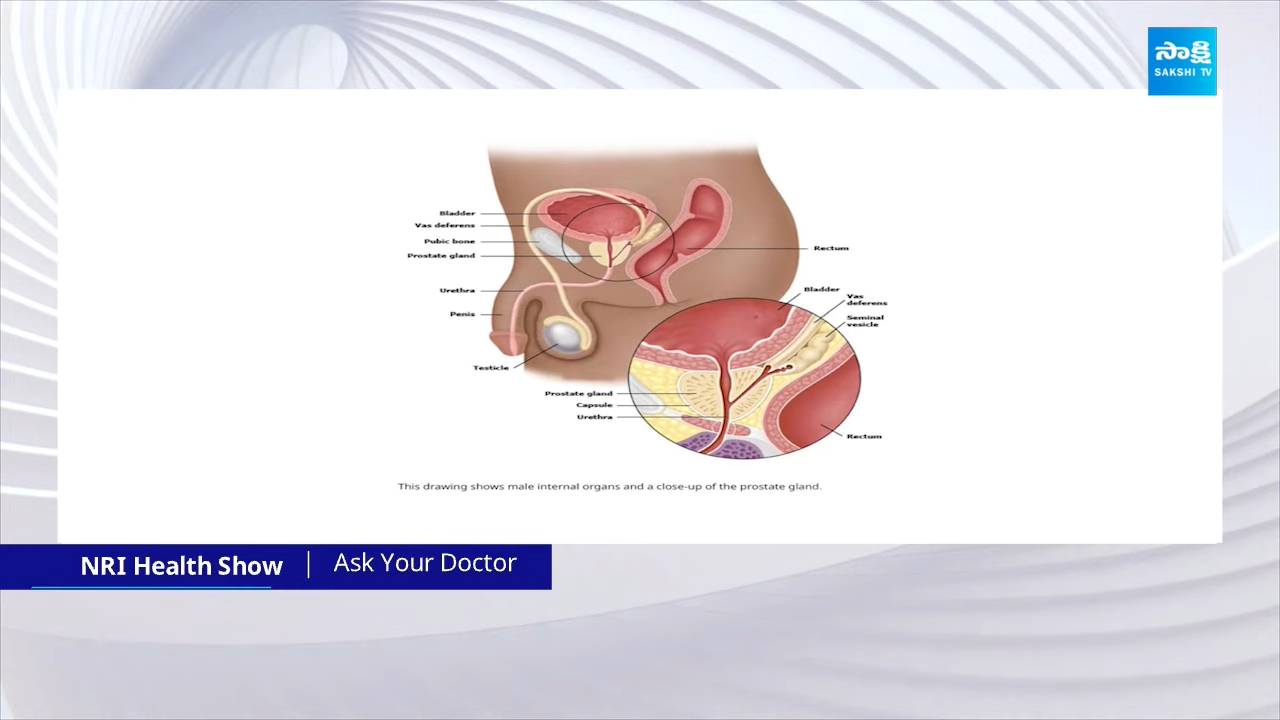 సాక్షి
SAKSHI TV
Bladder
Vas deferens
Pubic bone
Prostate gland
Urethra
Penis
Testicle
Rectum
Bladder
Vas
deferens
Seminal
vesicle
Prostate gland
Capsule
Urethra
Rectum
This drawing shows male internal organs and a close-up of the prostate gland.
NRI Health Show | Ask Your Doctor